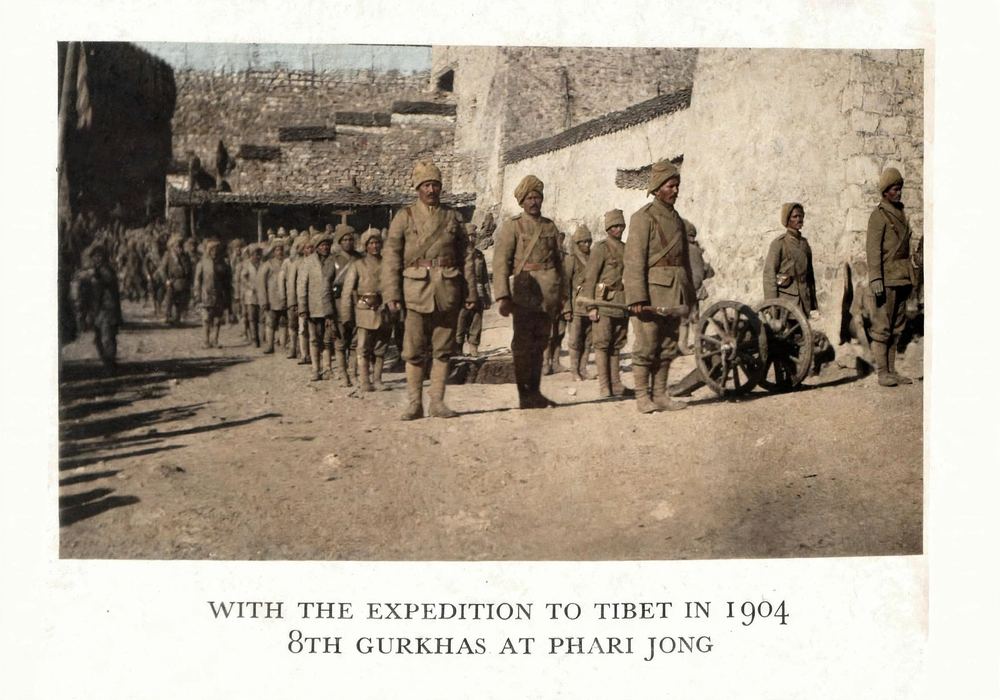 WITH THE EXPEDITION TO TIBET IN 1904
8TH GURKHAS AT PHARI JONG